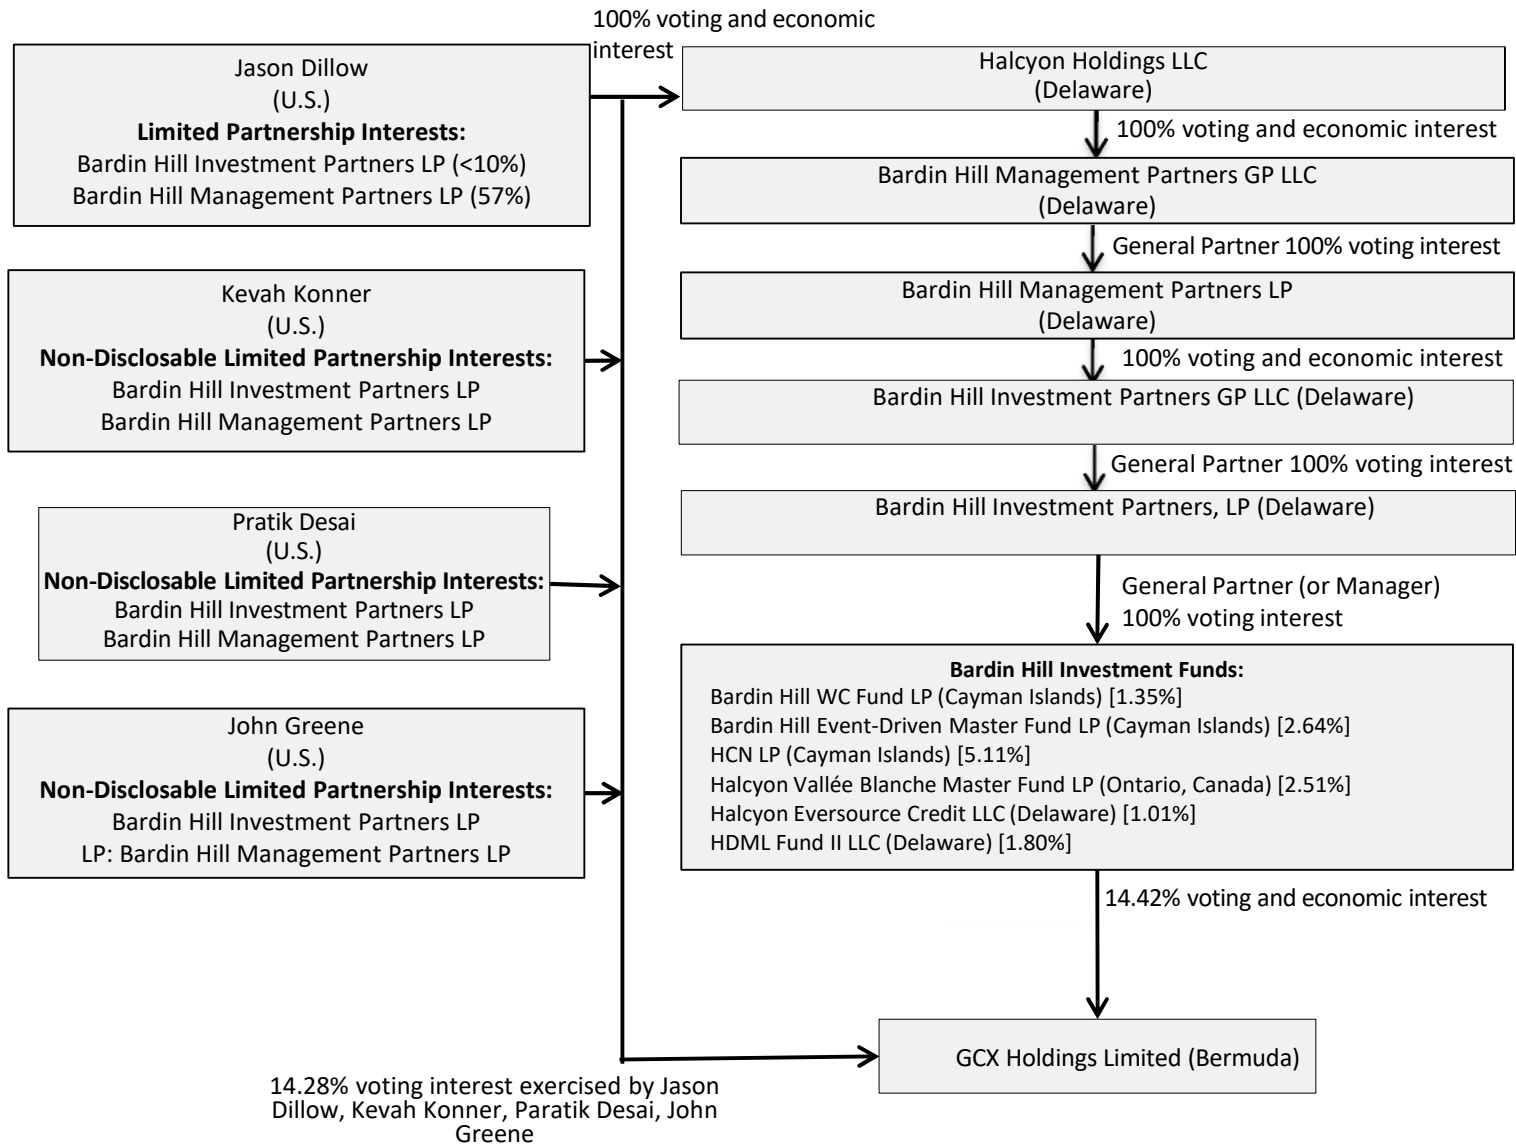 100% voting and economic
interest
Jason Dillow
(U.S.)
Limited Partnership Interests:
Bardin Hill Investment Partners LP (<10%)
Bardin Hill Management Partners LP (57%)
Kevah Konner
(U.S.)
Non-Disclosable Limited Partnership Interests:
Bardin Hill Investment Partners LP
Bardin Hill Management Partners LP
Pratik Desai
(U.S.)
Non-Disclosable Limited Partnership Interests:
Bardin Hill Investment Partners LP
Bardin Hill Management Partners LP
John Greene
(U.S.)
Non-Disclosable Limited Partnership Interests:
Bardin Hill Investment Partners LP
LP: Bardin Hill Management Partners LP
14.28% voting interest exercised by Jason
Dillow, Kevah Konner, Paratik Desai, John
Greene
Halcyon Holdings LLC
(Delaware)
100% voting and economic interest
Bardin Hill Management Partners GP LLC
(Delaware)
General Partner 100% voting interest
Bardin Hill Management Partners LP
(Delaware)
100% voting and economic interest
Bardin Hill Investment Partners GP LLC (Delaware)
General Partner 100% voting interest
Bardin Hill Investment Partners, LP (Delaware)
General Partner (or Manager)
100% voting interest
Bardin Hill Investment Funds:
Bardin Hill WC Fund LP (Cayman Islands) [1.35%]
Bardin Hill Event-Driven Master Fund LP (Cayman Islands) [2.64%]
HCN LP (Cayman Islands) [5.11%]
Halcyon Vallée Blanche Master Fund LP (Ontario, Canada) [2.51%]
Halcyon Eversource Credit LLC (Delaware) [1.01%]
HDML Fund II LLC (Delaware) [1.80%]
14.42% voting and economic interest
GCX Holdings Limited (Bermuda)